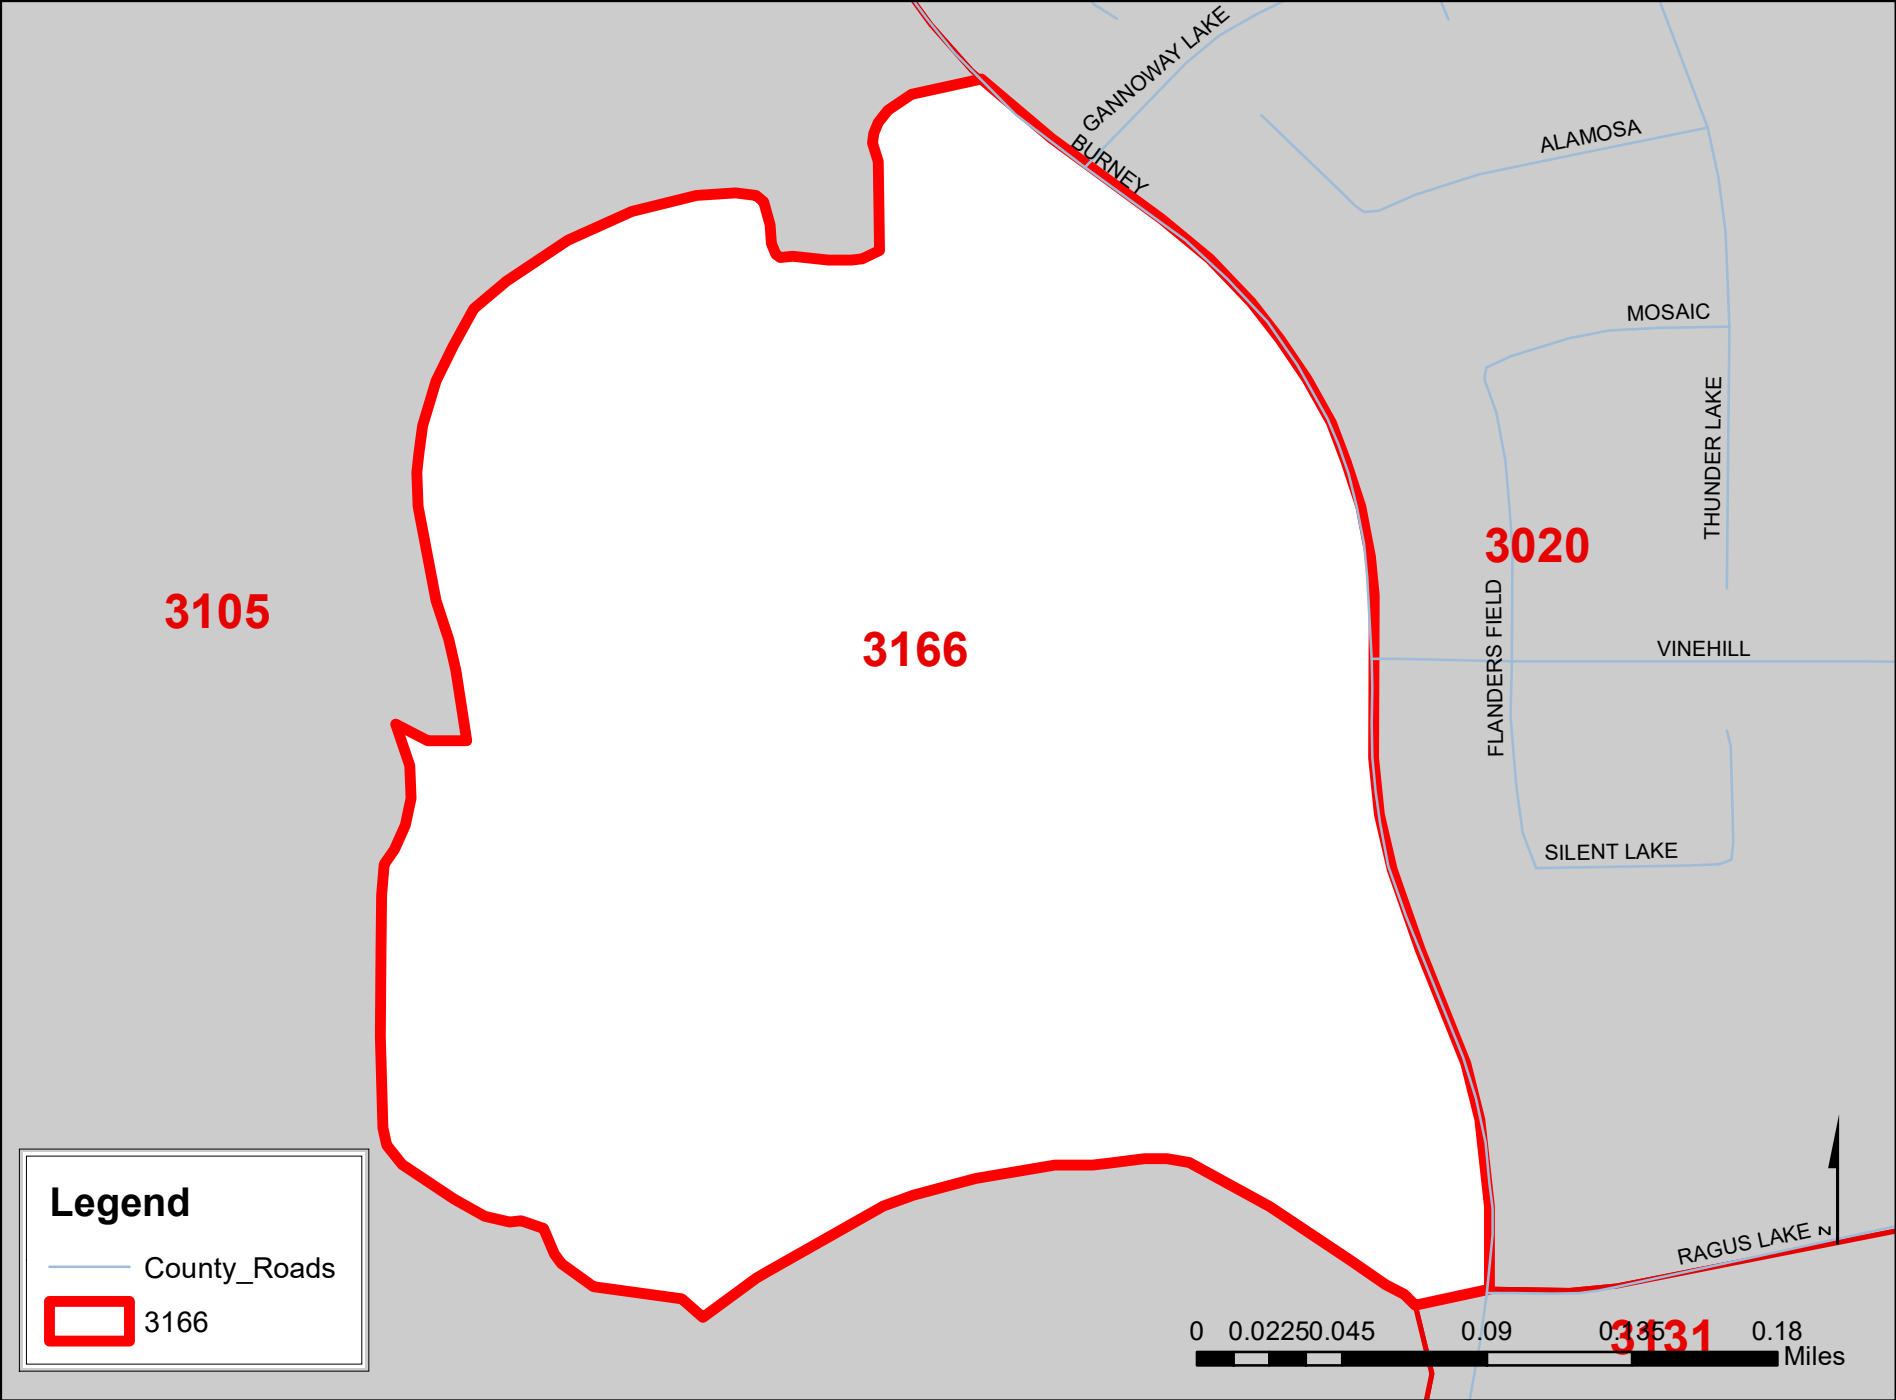 GANNOWAY LAKE
BURNEY
ALAMOSA
MOSAIC
THUNDER LAKE
3020
3105
3166
FLANDERS FIELD
VINEHILL
SILENT LAKE
RAGUS LAKE
N
Legend
County_Roads
3166
0 0.0225 0.045 0.09 0.135 0.18
Miles
3131